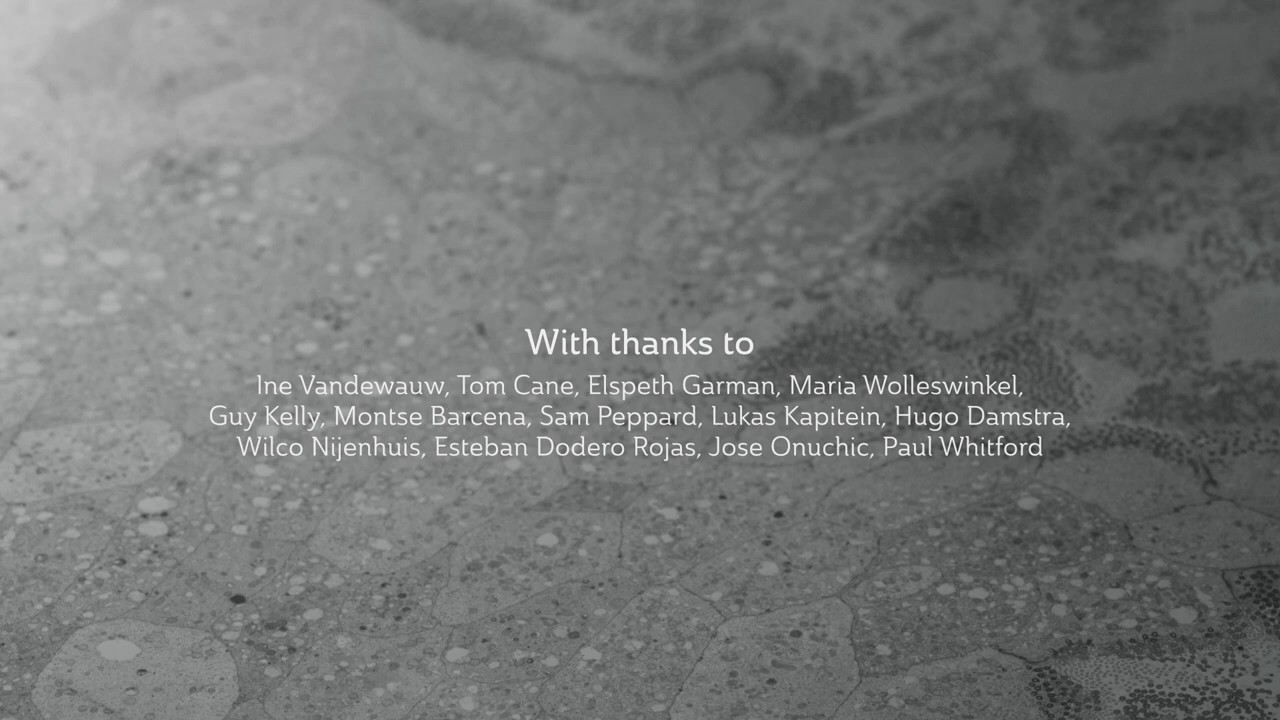 With thanks to
Ine Vandewauw, Tom Cane, Elspeth Garman, Maria Wolleswinkel,
Guy Kelly, Montse Barcena, Sam Peppard, Lukas Kapitein, Hugo Damstra,
Wilco Nijenhuis, Esteban Dodero Rojas, Jose Onuchic, Paul Whitford